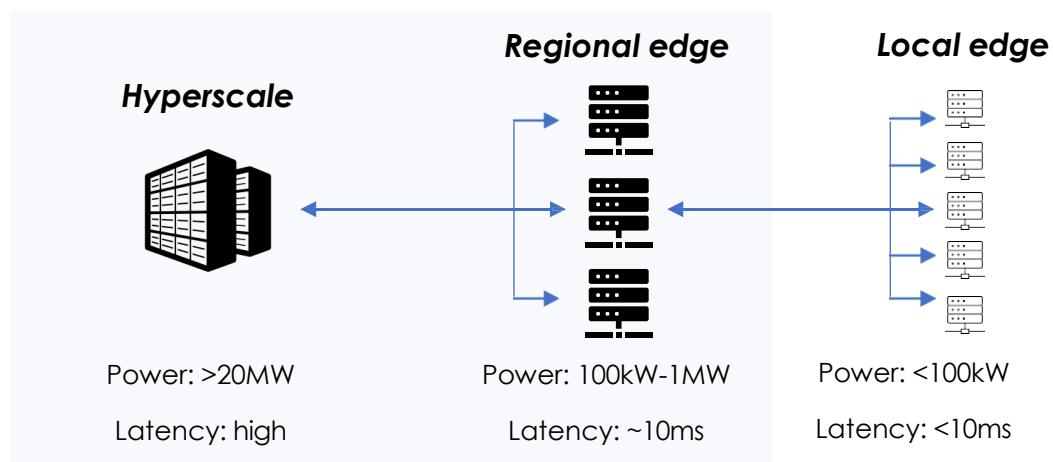 Hyperscale
Power: >20MW
Latency: high
Regional edge
Power: 100kW-1MW
Latency: ~10ms
Local edge
Power: <100kW
Latency: <10ms